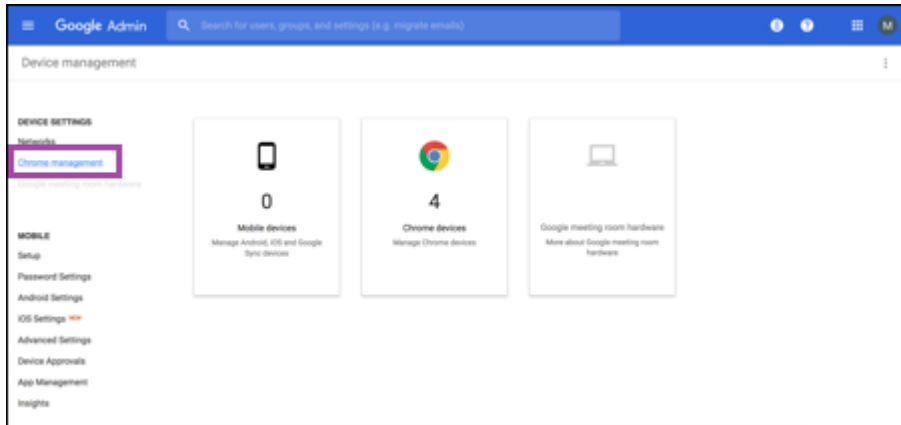 Google Admin
Search for users, groups, and settings (e.g. migrate emails)
8 ? M
Device management
DEVICE SETTINGS
Networks
Chrome management
Google meeting room hardware
MOBILE
Setup
Password Settings
Android Settings
iOS Settings NEW
Advanced Settings
Device Approvals
App Management
Insights
0
Mobile devices
Manage Android, iOS and Google
Sync devices
4
Chrome devices
Manage Chrome devices
Google meeting room hardware
More about Google meeting room
hardware